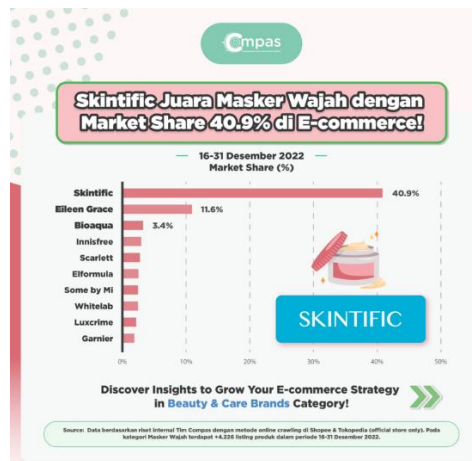 Compas
Skintific Juara Masker Wajah dengan
Market Share 40.9% di E-commerce!
16-31 Desember 2022
Market Share (%)
Skintific 40.9%
Eileen Grace 11.6%
Bioaqua 3.4%
Innisfree
Scarlett
Elformula
Some by Mi
Whitelab
Luxcrime
Garnier
SKINTIFIC
0% 10% 20% 30% 40% 50%
Discover Insights to Grow Your E-commerce Strategy
in Beauty & Care Brands Category!
Source: Data berdasarkan riset internal Tim Compas dengan metode online crawling di Shopee & Tokopedia (official store only). Pada
kategori Masker Wajah terdapat +4.228 listing produk dalam periode 16-31 Desember 2022.